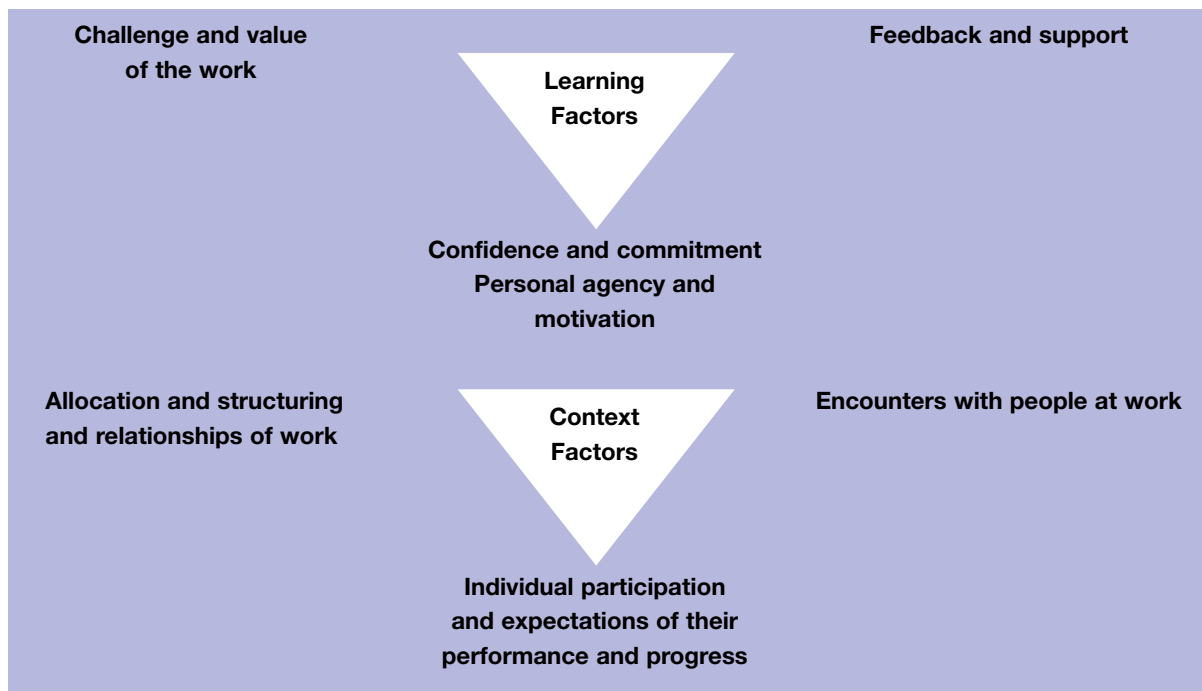 Challenge and value
of the work
Feedback and support
Learning
Factors
Confidence and commitment
Personal agency and
motivation
Allocation and structuring
and relationships of work
Encounters with people at work
Context
Factors
Individual participation
and expectations of their
performance and progress